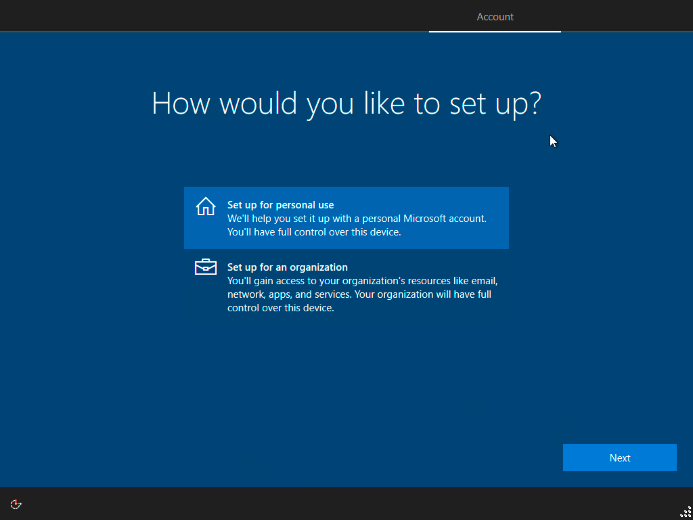 Account
How would you like to set up?
Set up for personal use
We'll help you set it up with a personal Microsoft account.
You'll have full control over this device.
Set up for an organization
You'll gain access to your organization's resources like email,
network, apps, and services. Your organization will have full
control over this device.
Next